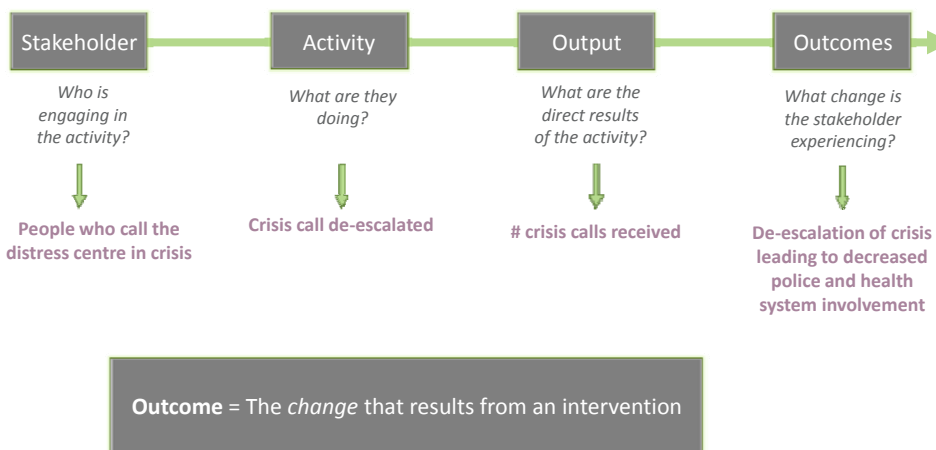 Stakeholder
Activity
Output
Outcomes
Who is
engaging in
the activity?
What are they
doing?
What are the
direct results
of the activity?
What change is
the stakeholder
experiencing?
People who call the
distress centre in crisis
Crisis call de-escalated
# crisis calls received
De-escalation of crisis
leading to decreased
police and health
system involvement
Outcome = The change that results from an intervention